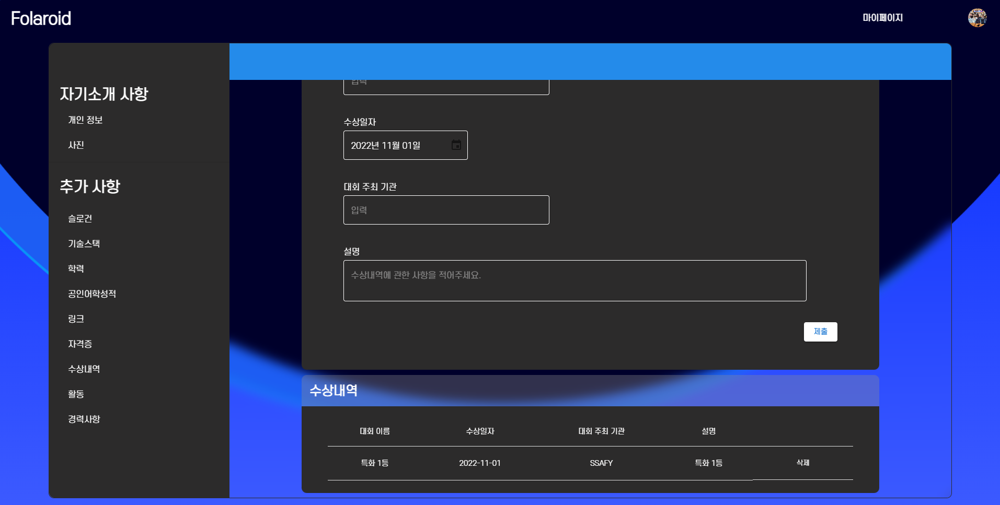 Folaroid
마이페이지
자기소개 사항
개인 정보
사진
추가 사항
슬로건
기술스택
학력
공인어학성적
링크
자격증
수상내역
활동
경력사항
입력
수상일자
2022년 11월 01일
대회 주최 기관
입력
설명
수상내역에 관한 사항을 적어주세요.
제출
수상내역
대회 이름 수상일자 대회 주최 기관 설명
특화 1등 2022-11-01 SSAFY 특화 1등 삭제